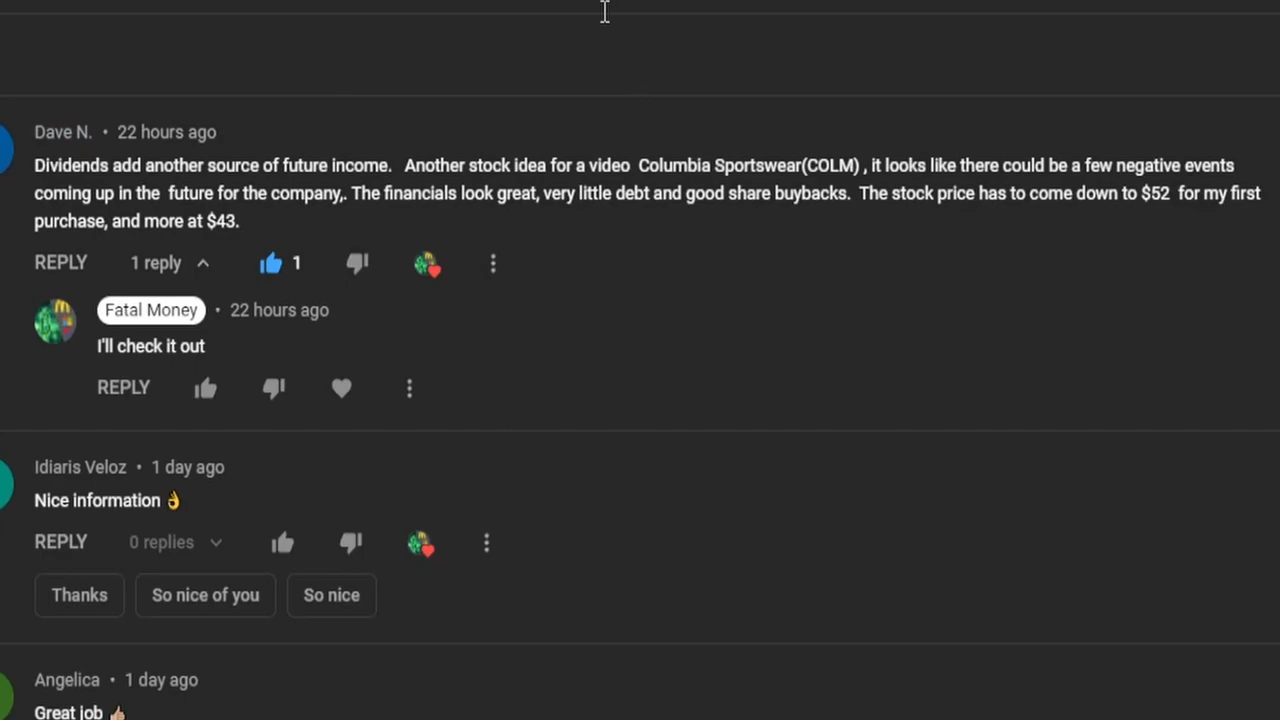 Dave N. • 22 hours ago
Dividends add another source of future income. Another stock idea for a video Columbia Sportswear(COLM) , it looks like there could be a few negative events
coming up in the future for the company,. The financials look great, very little debt and good share buybacks. The stock price has to come down to $52 for my first
purchase, and more at $43.
REPLY 1 reply 1
Fatal Money • 22 hours ago
I'll check it out
REPLY
Idiaris Veloz • 1 day ago
Nice information 👌
REPLY 0 replies
Thanks So nice of you So nice
Angelica • 1 day ago
Great job 👍🏼